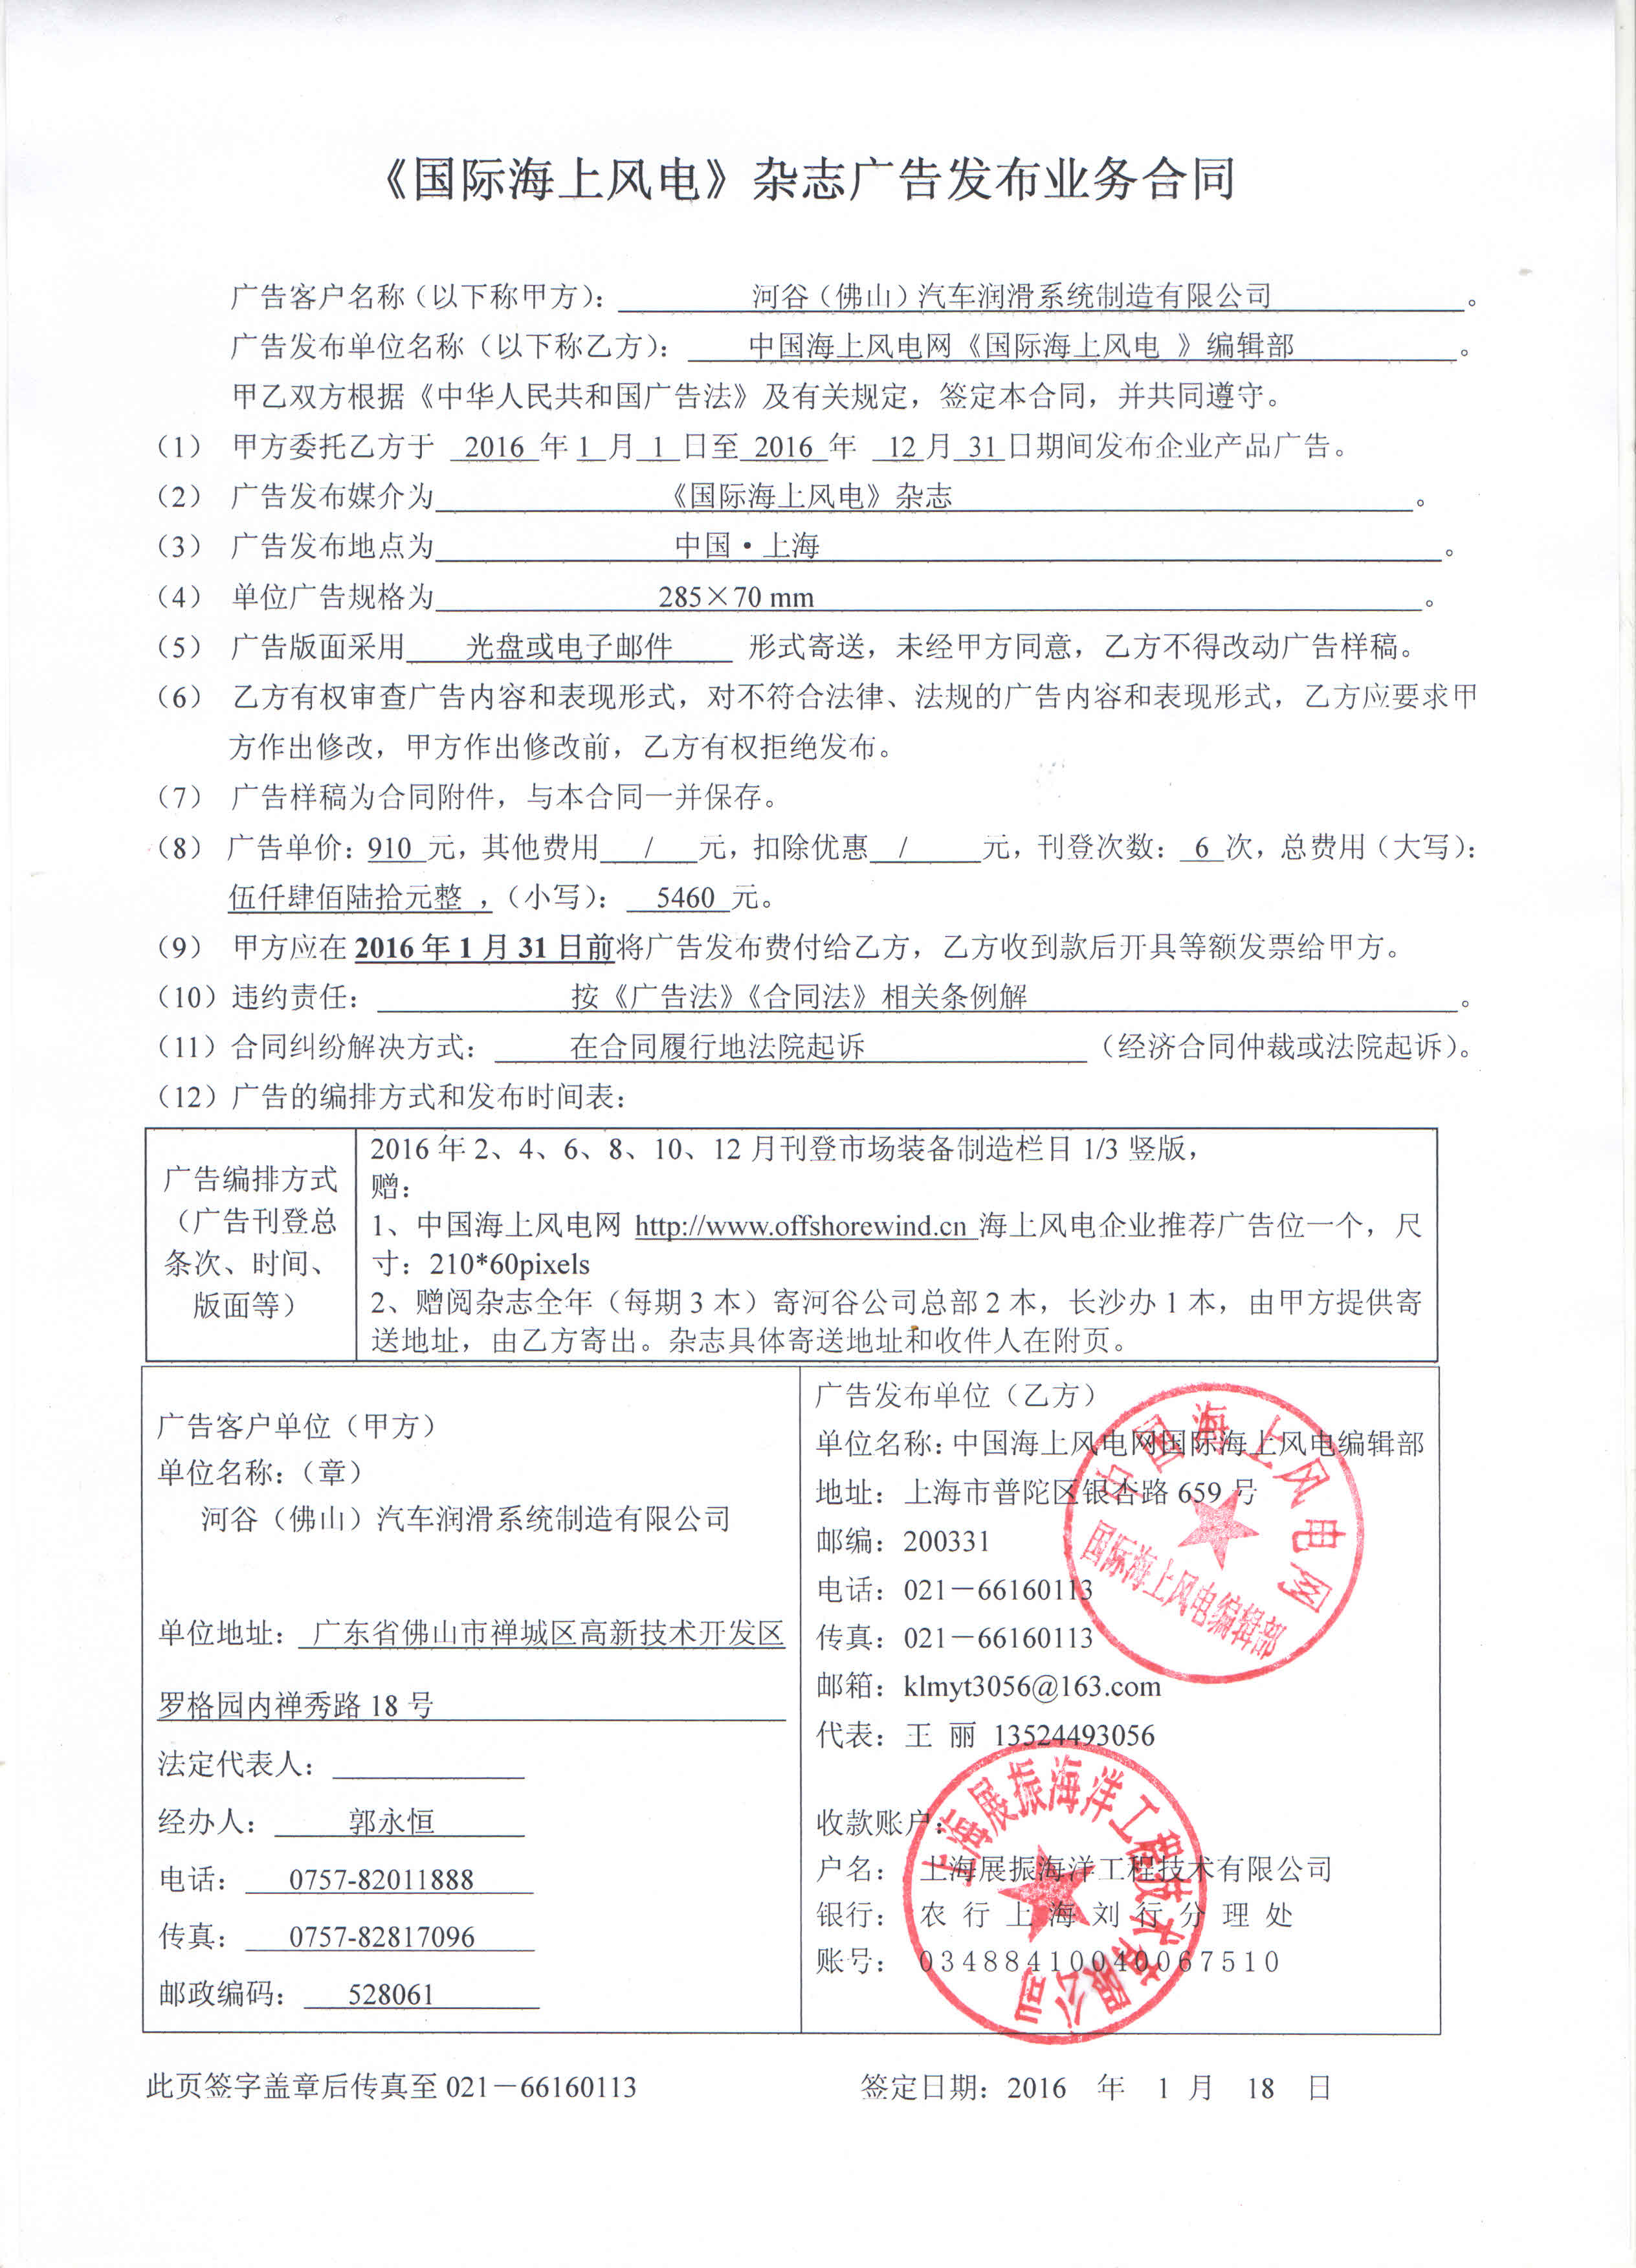 《国际海上风电》杂志广告发布业务合同
广告客户名称（以下称甲方）： 河谷（佛山）汽车润滑系统制造有限公司 。
广告发布单位名称（以下称乙方）： 中国海上风电网《国际海上风电 》编辑部 。
甲乙双方根据《中华人民共和国广告法》及有关规定，签定本合同，并共同遵守。
（1） 甲方委托乙方于 2016 年 1 月 1 日至 2016 年 12 月 31 日期间发布企业产品广告。
（2） 广告发布媒介为 《国际海上风电》杂志 。
（3） 广告发布地点为 中国·上海 。
（4） 单位广告规格为 285×70 mm 。
（5） 广告版面采用 光盘或电子邮件 形式寄送，未经甲方同意，乙方不得改动广告样稿。
（6） 乙方有权审查广告内容和表现形式，对不符合法律、法规的广告内容和表现形式，乙方应要求甲
方作出修改，甲方作出修改前，乙方有权拒绝发布。
（7） 广告样稿为合同附件，与本合同一并保存。
（8） 广告单价：910 元，其他费用 / 元，扣除优惠 / 元，刊登次数： 6 次，总费用（大写）：
伍仟肆佰陆拾元整 ，（小写）： 5460 元。
（9） 甲方应在 2016 年 1 月 31 日前将广告发布费付给乙方，乙方收到款后开具等额发票给甲方。
（10）违约责任： 按《广告法》《合同法》相关条例解 。
（11）合同纠纷解决方式： 在合同履行地法院起诉 （经济合同仲裁或法院起诉）。
（12）广告的编排方式和发布时间表：
广告编排方式
（广告刊登总
条次、时间、
版面等）
2016 年 2、4、6、8、10、12 月刊登市场装备制造栏目 1/3 竖版，
赠：
1、中国海上风电网 http://www.offshorewind.cn 海上风电企业推荐广告位一个，尺
寸：210*60pixels
2、赠阅杂志全年（每期 3 本）寄河谷公司总部 2 本，长沙办 1 本，由甲方提供寄
送地址，由乙方寄出。杂志具体寄送地址和收件人在附页。
广告客户单位（甲方）
单位名称：（章）
河谷（佛山）汽车润滑系统制造有限公司
单位地址： 广东省佛山市禅城区高新技术开发区
罗格园内禅秀路 18 号
法定代表人：
经办人： 郭永恒
电话： 0757-82011888
传真： 0757-82817096
邮政编码： 528061
广告发布单位（乙方）
单位名称：中国海上风电网国际海上风电编辑部
地址：上海市普陀区银杏路 659 号
邮编：200331
电话：021－66160113
传真：021－66160113
邮箱：klmyt3056@163.com
代表：王 丽 13524493056
收款账户：
户名： 上海展振海洋工程技术有限公司
银行： 农 行 上 海 刘 行 分 理 处
账号： 03488410040067510
中国海上风电网
国际海上风电编辑部
上海展振海洋工程技术有限公司
此页签字盖章后传真至 021－66160113 签定日期：2016 年 1 月 18 日